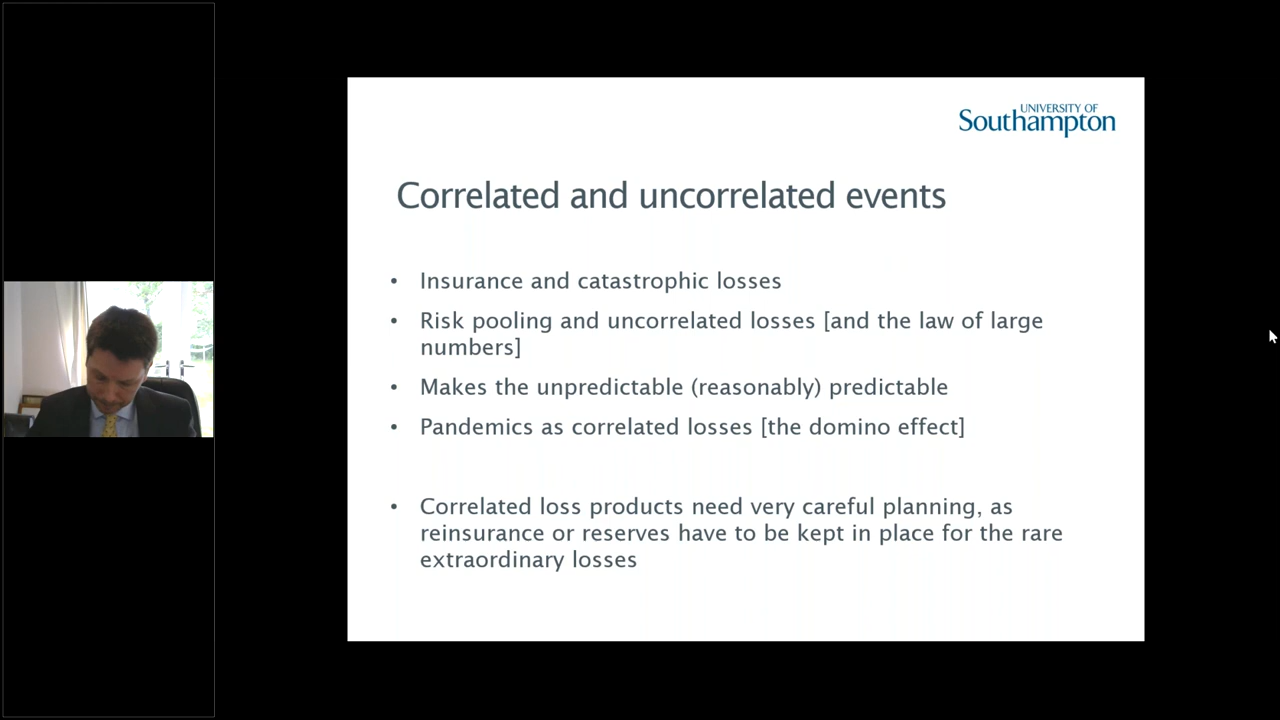 UNIVERSITY OF
Southampton
Correlated and uncorrelated events
• Insurance and catastrophic losses
• Risk pooling and uncorrelated losses [and the law of large
numbers]
• Makes the unpredictable (reasonably) predictable
• Pandemics as correlated losses [the domino effect]
• Correlated loss products need very careful planning, as
reinsurance or reserves have to be kept in place for the rare
extraordinary losses